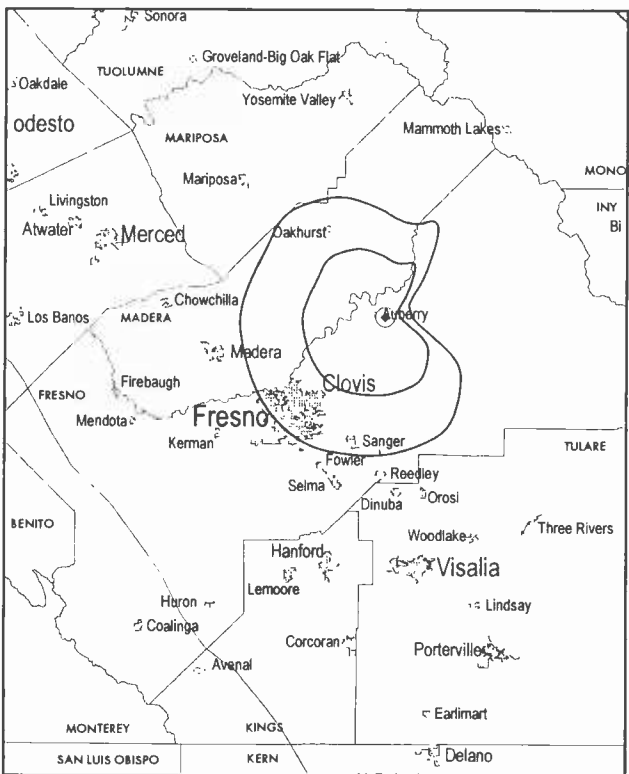 Sonora
Groveland-Big Oak Flat
TUOLUMNE
Oakdale
Yosemite Valley
odesto
Mammoth Lakes
MARIPOSA
MONO
Mariposa
Livingston
INY
Atwater
Merced
Bi
Oakhurst
Chowchilla
Los Banos
MADERA
Auberry
Madera
Firebaugh
Clovis
FRESNO
Mendota
Fresno
Kerman
Sanger
TULARE
Fowler
Selma
Reedley
Dinuba
Orosi
BENITO
Woodlake
Three Rivers
Hanford
Visalia
Lemoore
Huron
Lindsay
Coalinga
Corcoran
Porterville
Avenal
Earlimart
MONTEREY
KINGS
SAN LUIS OBISPO
KERN
Delano